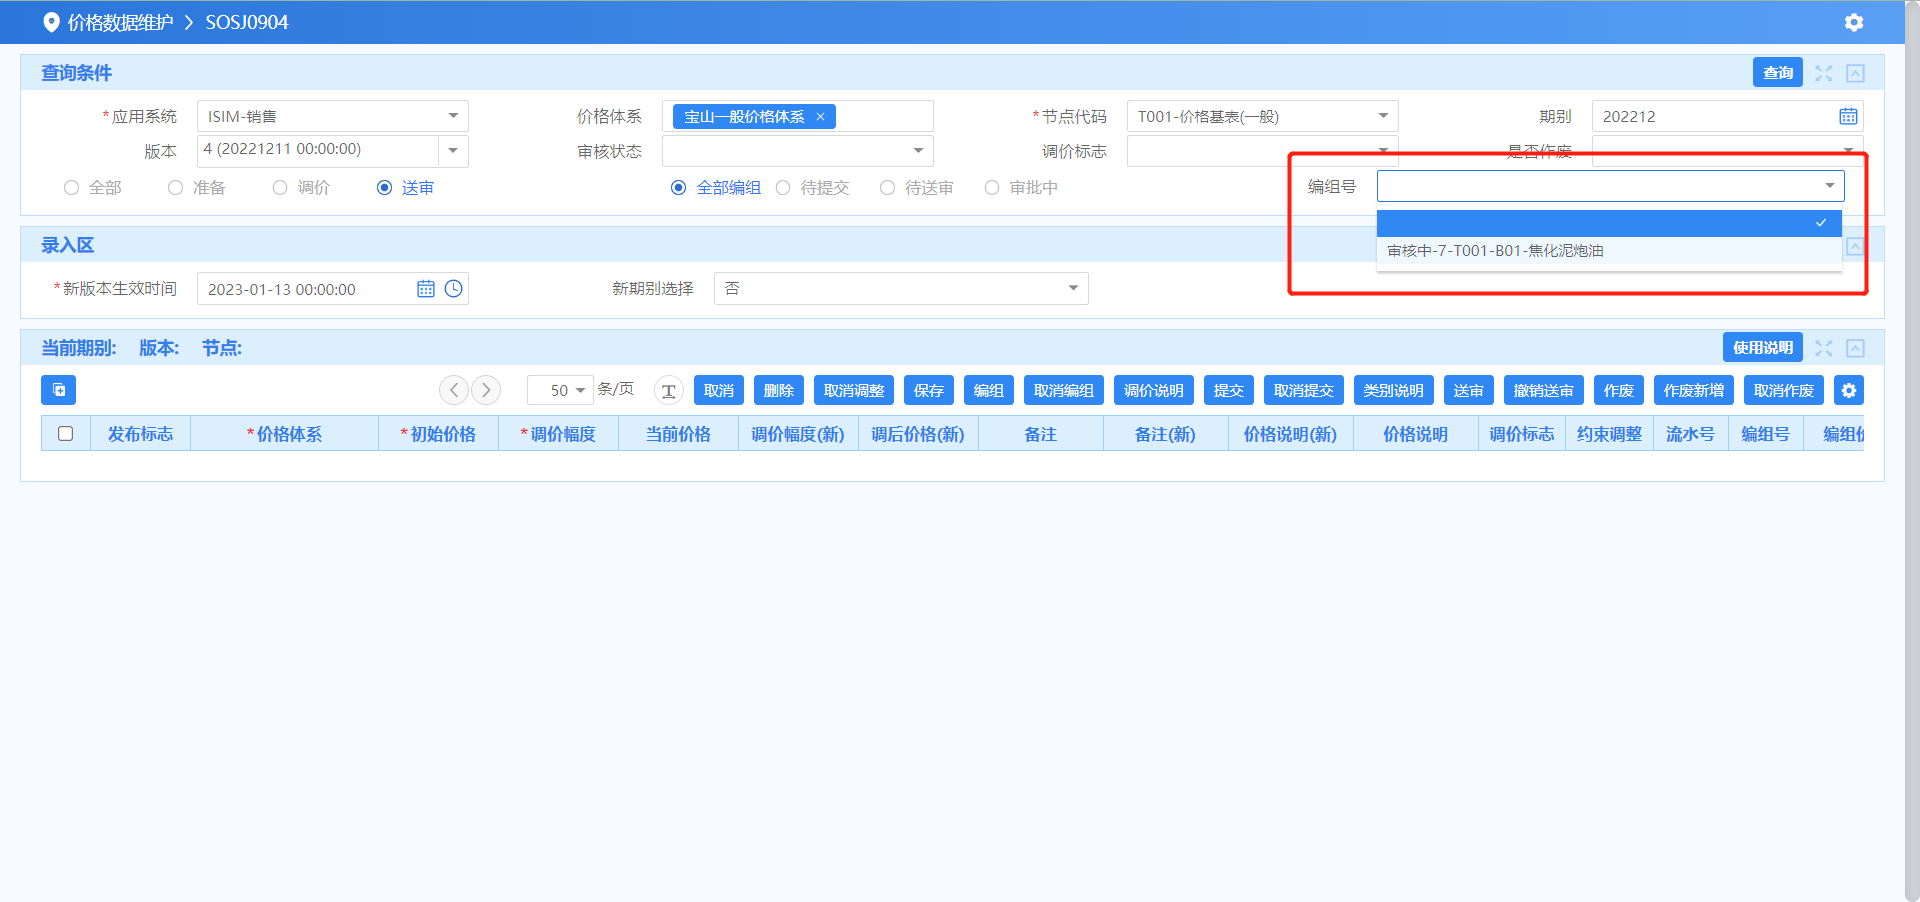 价格数据维护 > SOSJ0904
查询条件 查询
*应用系统 ISIM-销售 价格体系 宝山一般价格体系 × *节点代码 T001-价格基表(一般) 期别 202212
版本 4 (20221211 00:00:00) 审核状态 调价标志 是否作废
全部 准备 调价 送审 全部编组 待提交 待送审 审批中 编组号
审核中-7-T001-B01-焦化泥炮油
录入区
*新版本生效时间 2023-01-13 00:00:00 新期别选择 否
当前期别: 版本: 节点: 使用说明
50 条/页 取消 删除 取消调整 保存 编组 取消编组 调价说明 提交 取消提交 类别说明 送审 撤销送审 作废 作废新增 取消作废
发布标志 *价格体系 *初始价格 *调价幅度 当前价格 调价幅度(新) 调后价格(新) 备注 备注(新) 价格说明(新) 价格说明 调价标志 约束调整 流水号 编组号 编组